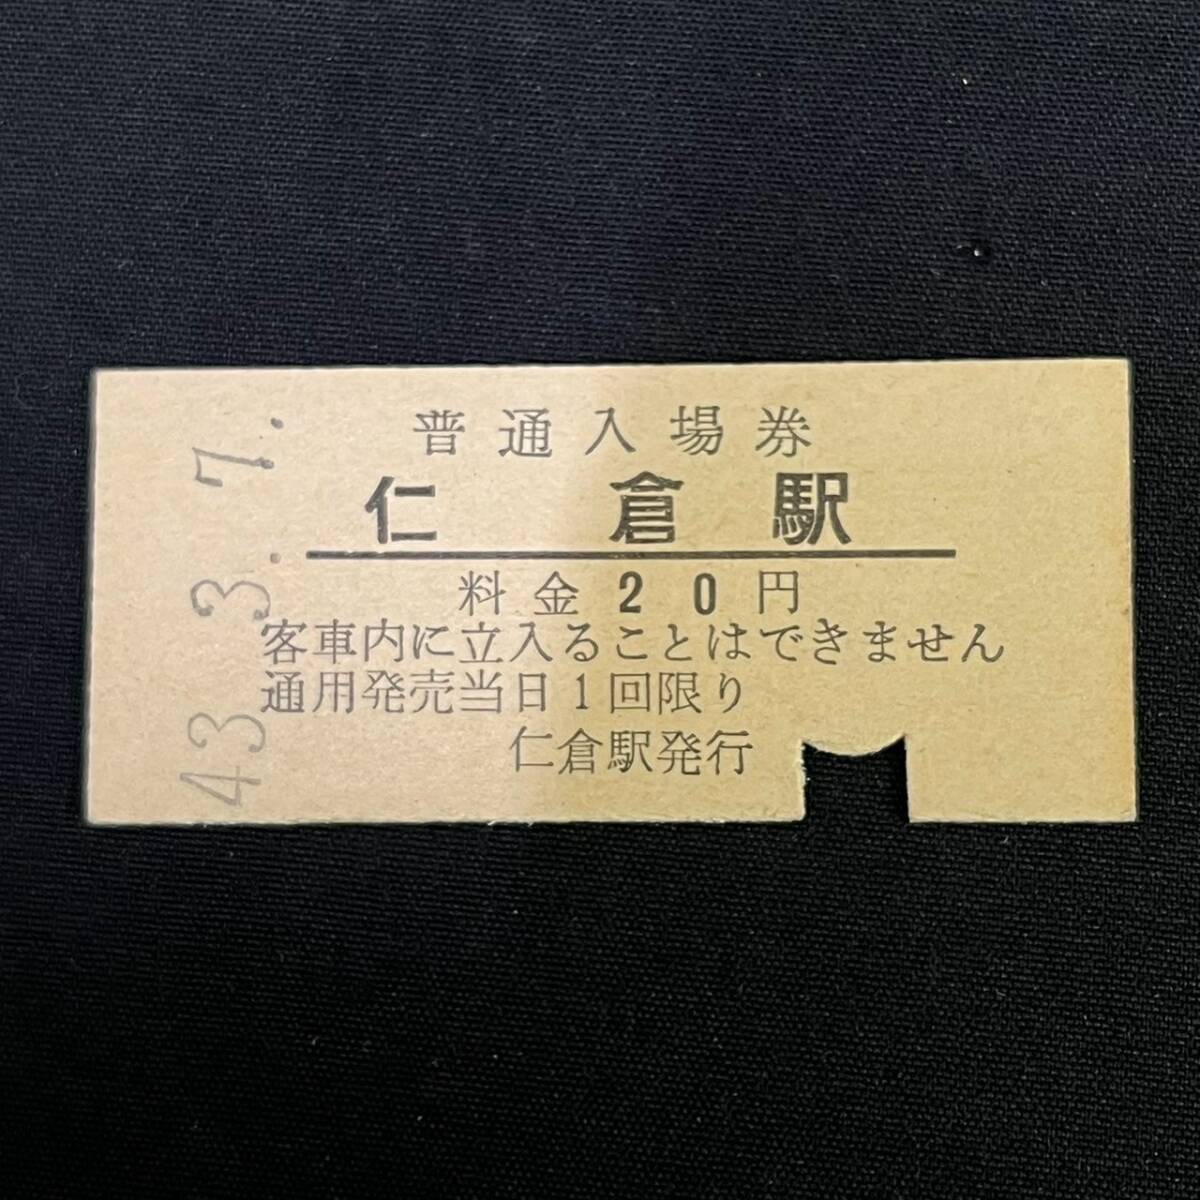 普通入場券
仁倉駅
料金20円
客車内に立入ることはできません
通用発売当日1回限り
仁倉駅発行
43.3.7.